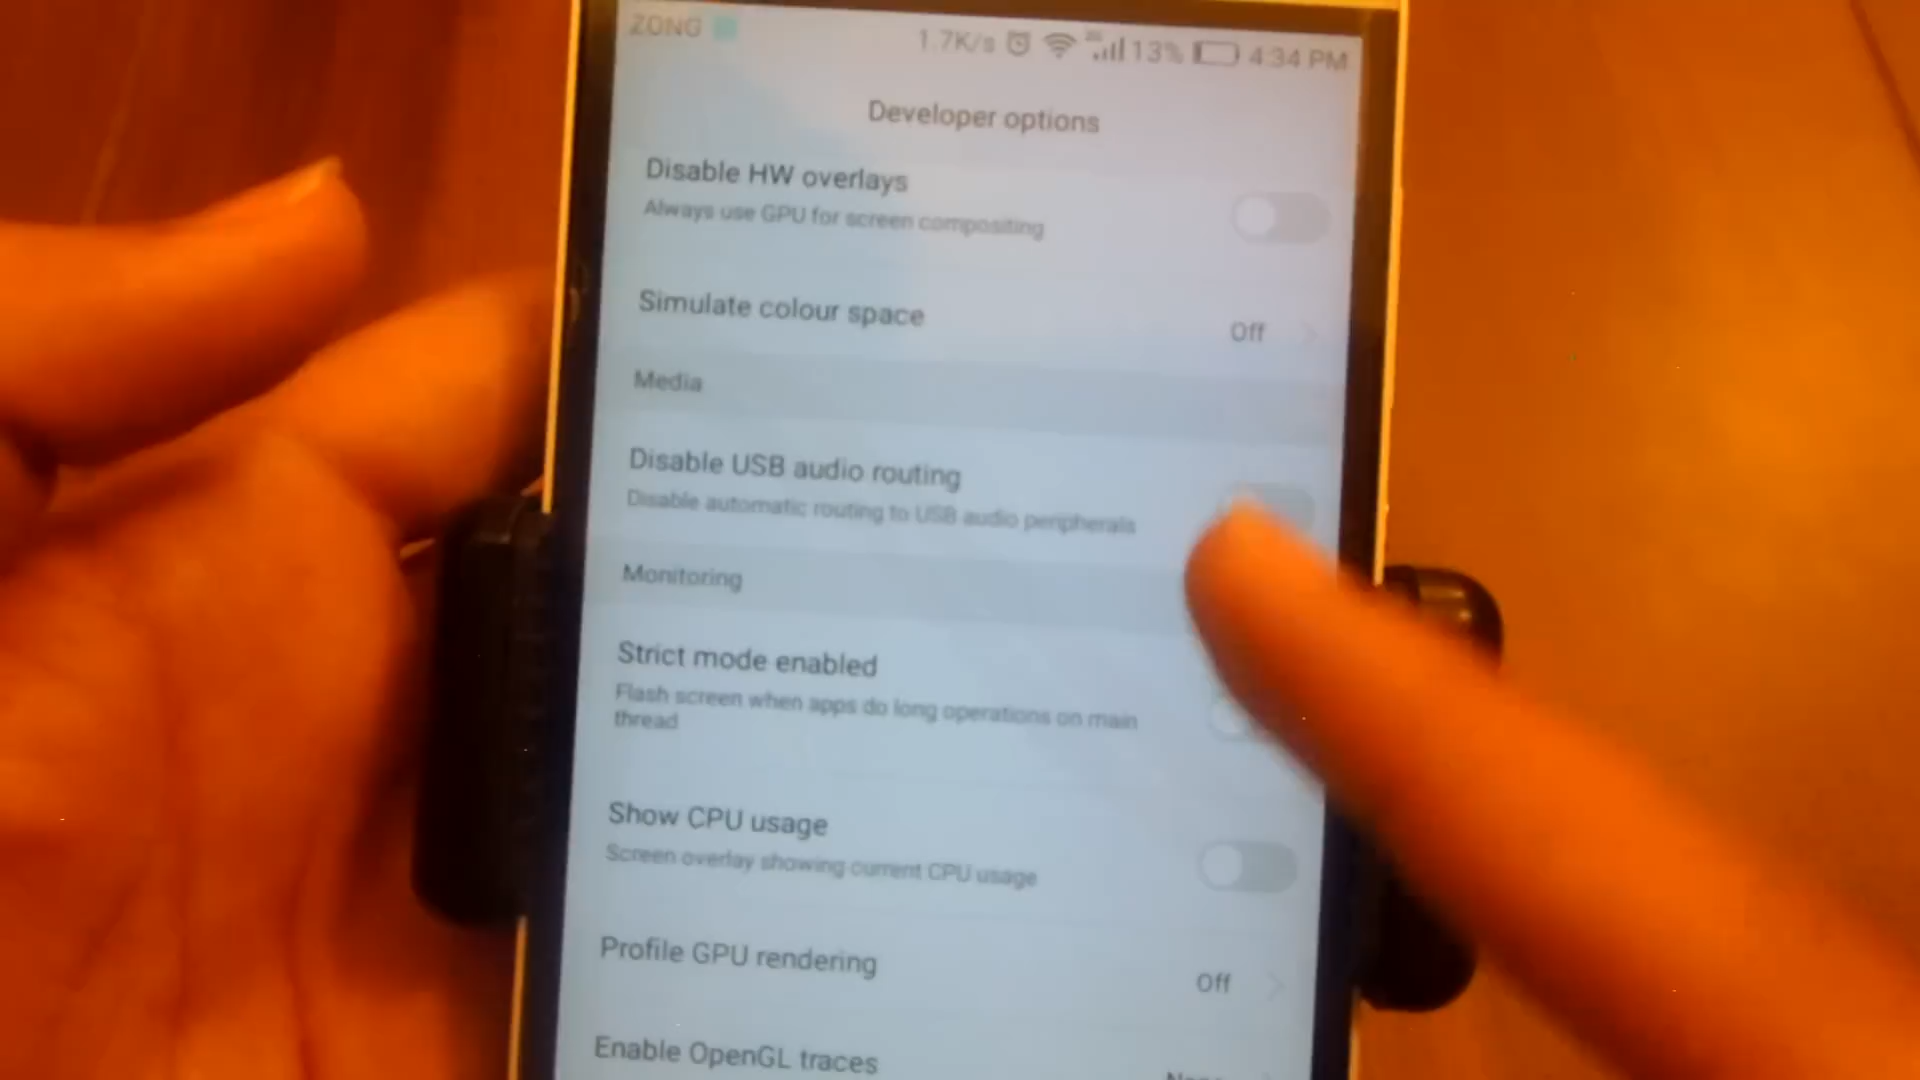 ZONG 1.7K/s 13% 4:34 PM
Developer options
Disable HW overlays
Always use GPU for screen compositing
Simulate colour space Off
Media
Disable USB audio routing
Disable automatic routing to USB audio peripherals
Monitoring
Strict mode enabled
Flash screen when apps do long operations on main
thread
Show CPU usage
Screen overlay showing current CPU usage
Profile GPU rendering Off
Enable OpenGL traces